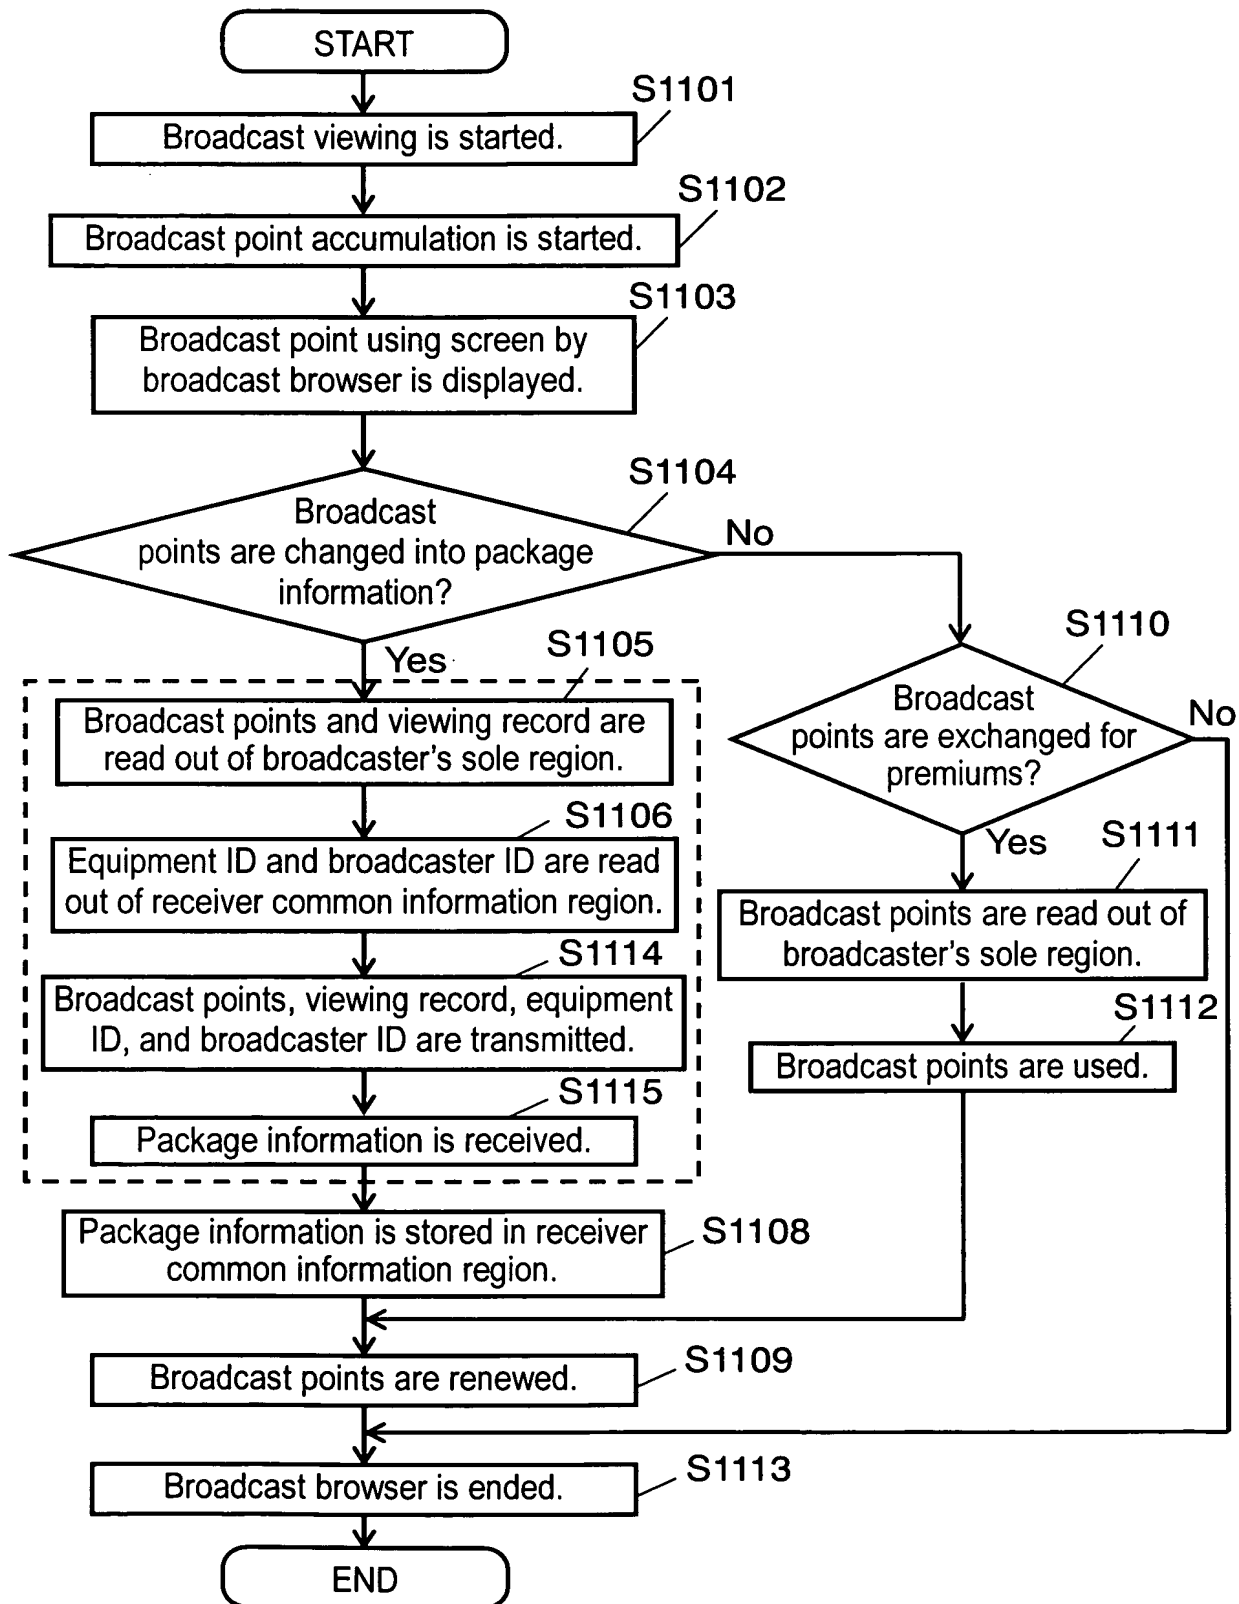 START
S1101
Broadcast viewing is started.
S1102
Broadcast point accumulation is started.
S1103
Broadcast point using screen by
broadcast browser is displayed.
S1104
Broadcast
points are changed into package
information?
No
Yes
S1105
Broadcast points and viewing record are
read out of broadcaster's sole region.
S1106
Equipment ID and broadcaster ID are read
out of receiver common information region.
S1114
Broadcast points, viewing record, equipment
ID, and broadcaster ID are transmitted.
S1115
Package information is received.
S1110
Broadcast
points are exchanged for
premiums?
No
Yes
S1111
Broadcast points are read out of
broadcaster's sole region.
S1112
Broadcast points are used.
Package information is stored in receiver
common information region.
S1108
Broadcast points are renewed.
S1109
Broadcast browser is ended.
S1113
END